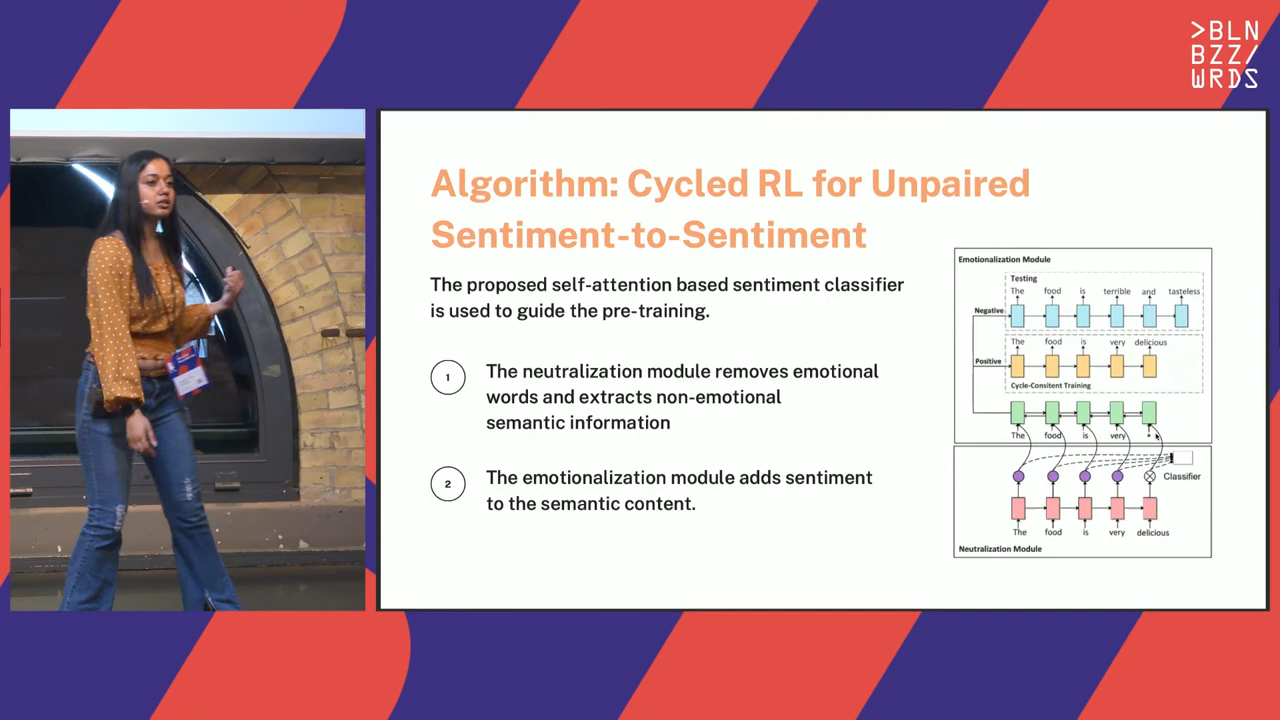 >BLN
BZZ/
WRDS
Algorithm: Cycled RL for Unpaired
Sentiment-to-Sentiment
The proposed self-attention based sentiment classifier
is used to guide the pre-training.
1
The neutralization module removes emotional
words and extracts non-emotional
semantic information
2
The emotionalization module adds sentiment
to the semantic content.
Emotionalization Module
Testing
The food is terrible and tasteless
Negative
The food is very delicious
Positive
Cycle-Consitent Training
The food is very *
Classifier
The food is very delicious
Neutralization Module